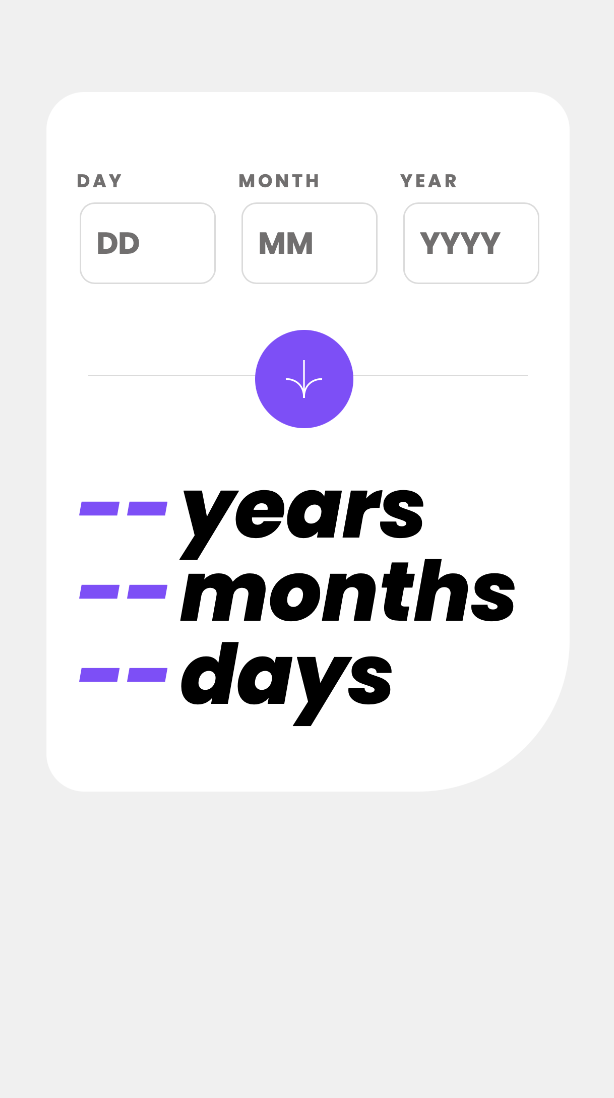 DAY MONTH YEAR
DD MM YYYY
-- years
-- months
-- days